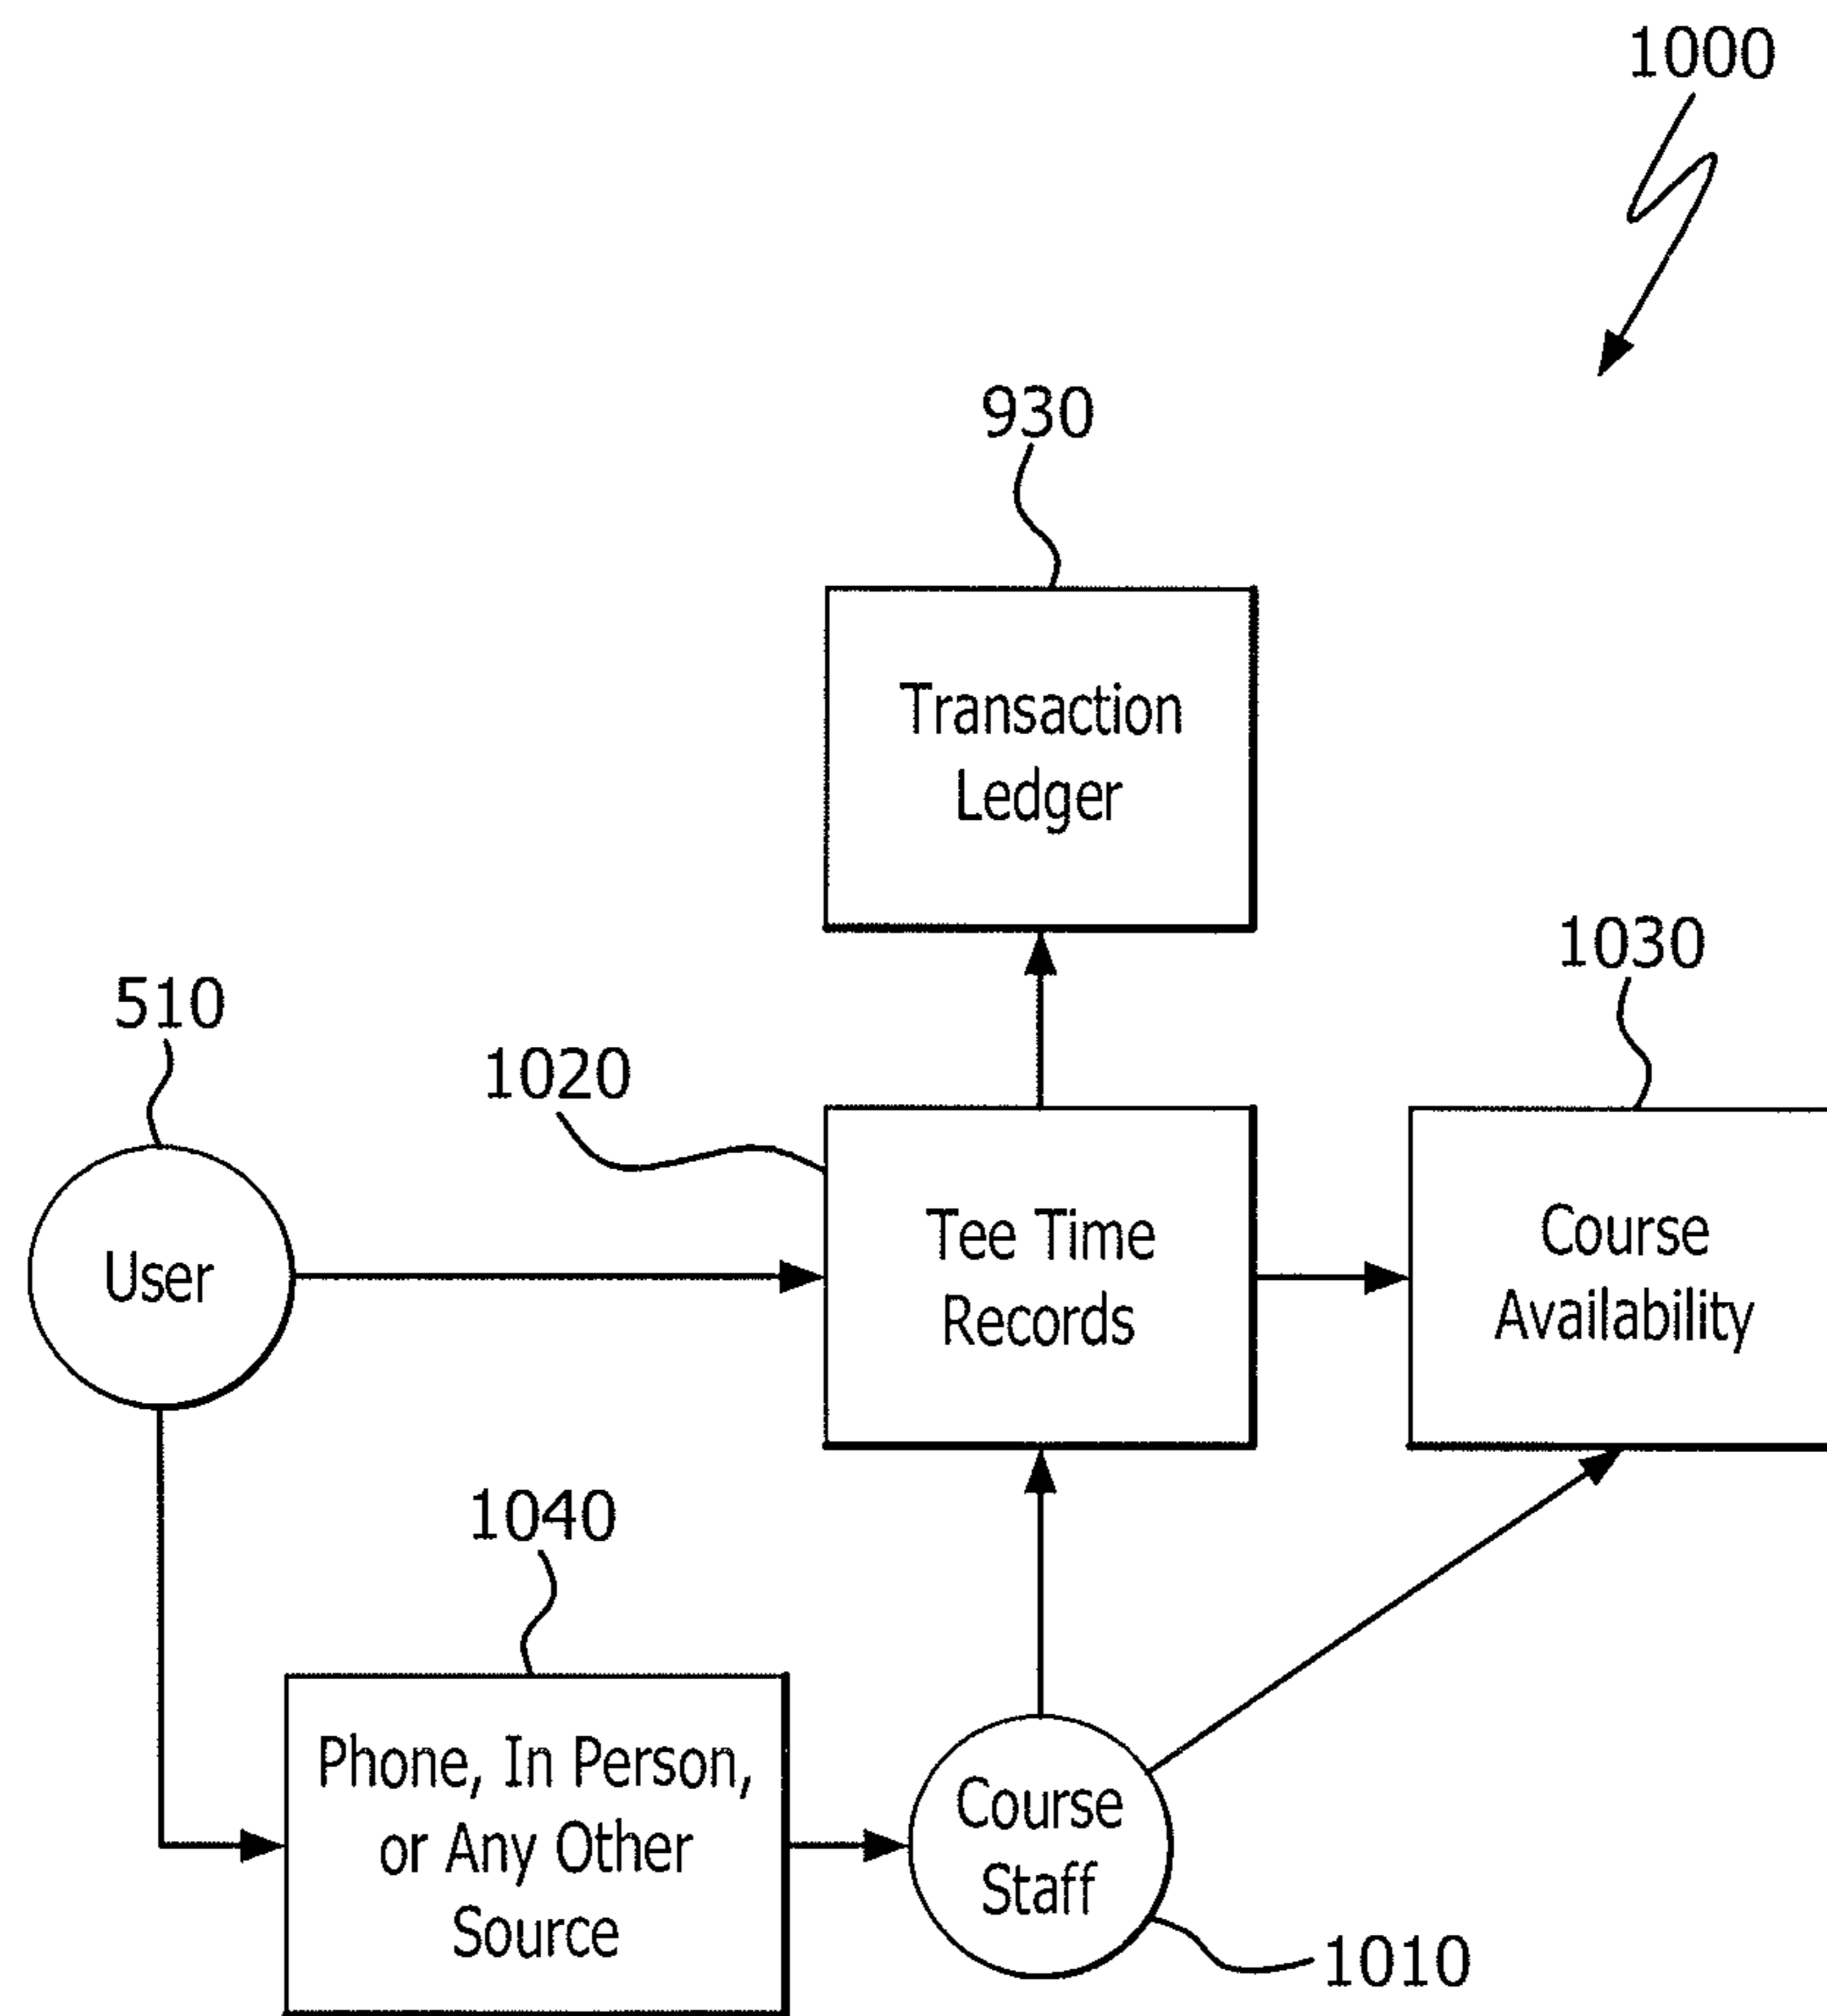 1000
930
Transaction
Ledger
1030
510
1020
User
Tee Time
Records
Course
Availability
1040
Phone, In Person,
or Any Other
Source
Course
Staff
1010